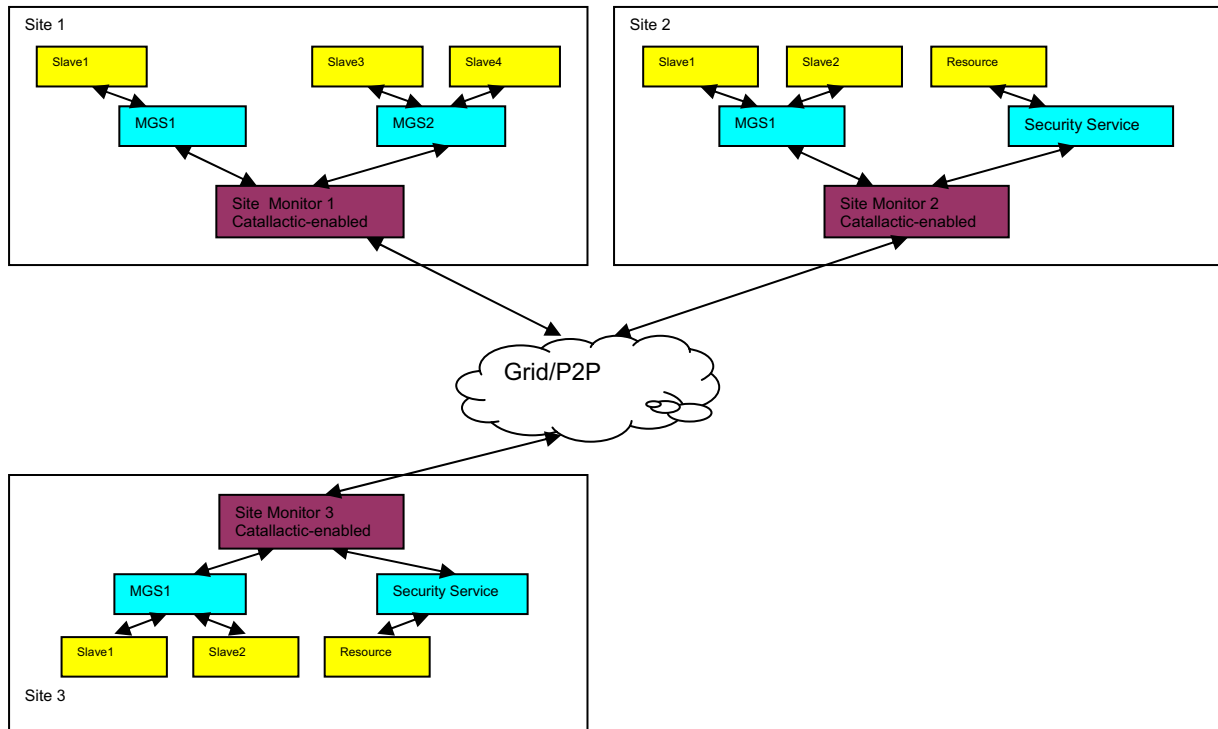 Site 1
Slave1
Slave3
Slave4
MGS1
MGS2
Site Monitor 1
Catallactic-enabled
Site 2
Slave1
Slave2
Resource
MGS1
Security Service
Site Monitor 2
Catallactic-enabled
Grid/P2P
Site Monitor 3
Catallactic-enabled
MGS1
Security Service
Slave1
Slave2
Resource
Site 3